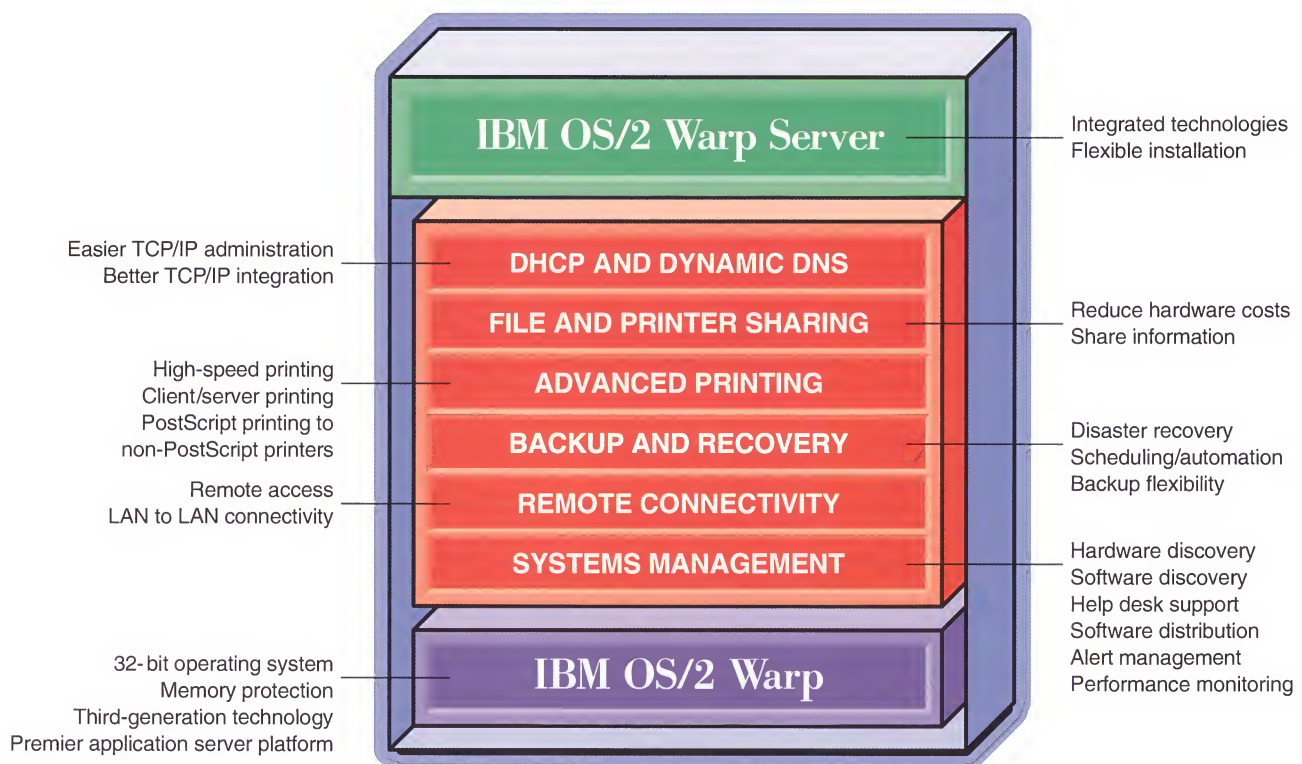 IBM OS/2 Warp Server
Integrated technologies
Flexible installation
Easier TCP/IP administration
Better TCP/IP integration
DHCP AND DYNAMIC DNS
FILE AND PRINTER SHARING
Reduce hardware costs
Share information
High-speed printing
Client/server printing
PostScript printing to
non-PostScript printers
ADVANCED PRINTING
BACKUP AND RECOVERY
Disaster recovery
Scheduling/automation
Backup flexibility
Remote access
LAN to LAN connectivity
REMOTE CONNECTIVITY
SYSTEMS MANAGEMENT
Hardware discovery
Software discovery
Help desk support
Software distribution
Alert management
Performance monitoring
32-bit operating system
Memory protection
Third-generation technology
Premier application server platform
IBM OS/2 Warp